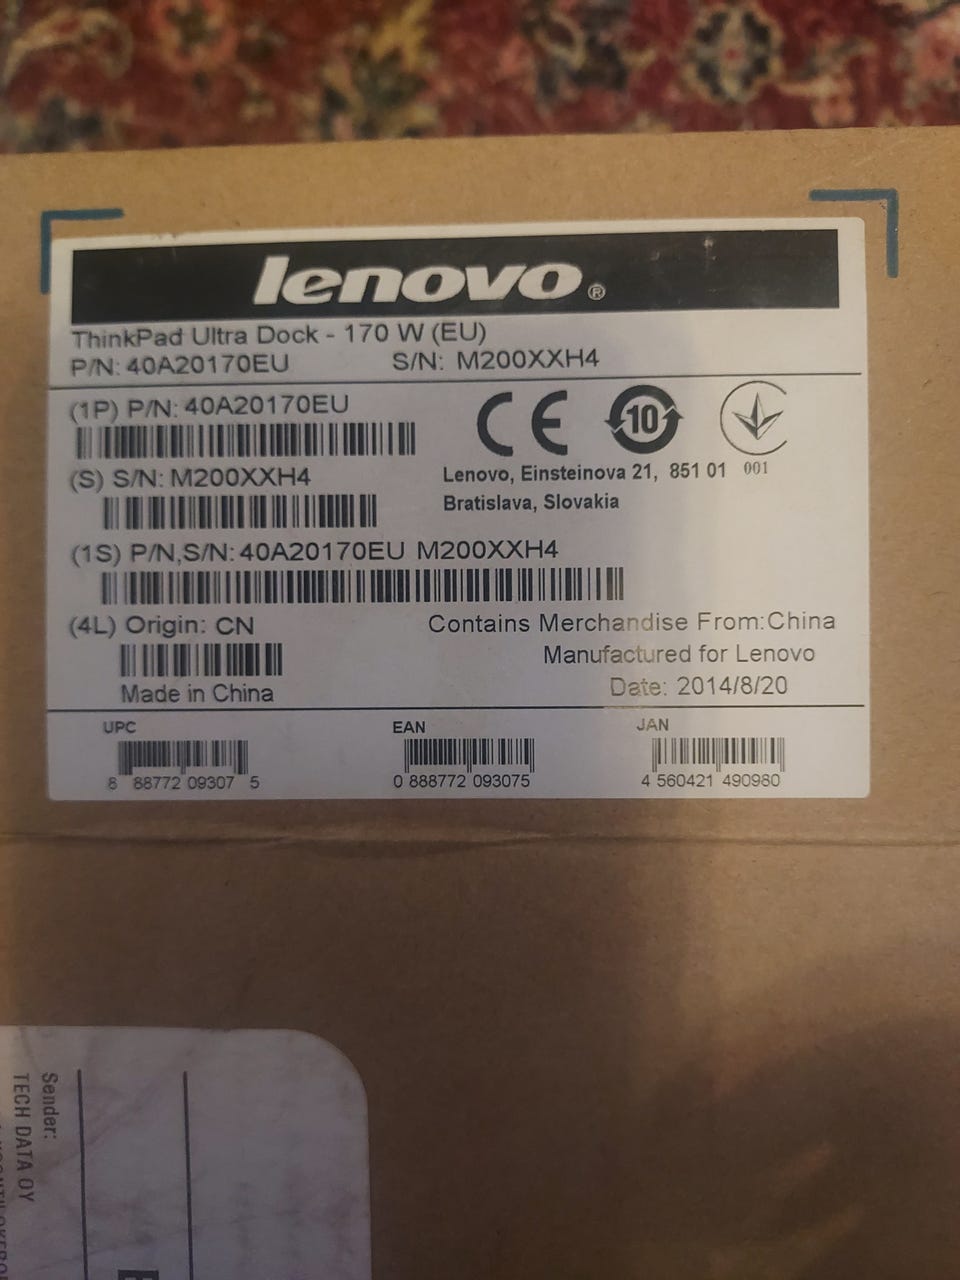 lenovo®
ThinkPad Ultra Dock - 170 W (EU)
P/N: 40A20170EU S/N: M200XXH4
(1P) P/N: 40A20170EU
CE 10
(S) S/N: M200XXH4
Lenovo, Einsteinova 21, 851 01 001
Bratislava, Slovakia
(1S) P/N,S/N: 40A20170EU M200XXH4
(4L) Origin: CN
Contains Merchandise From:China
Manufactured for Lenovo
Made in China
Date: 2014/8/20
UPC EAN JAN
8 88772 09307 5 0 888772 093075 4 560421 490980
Sender:
TECH DATA OY